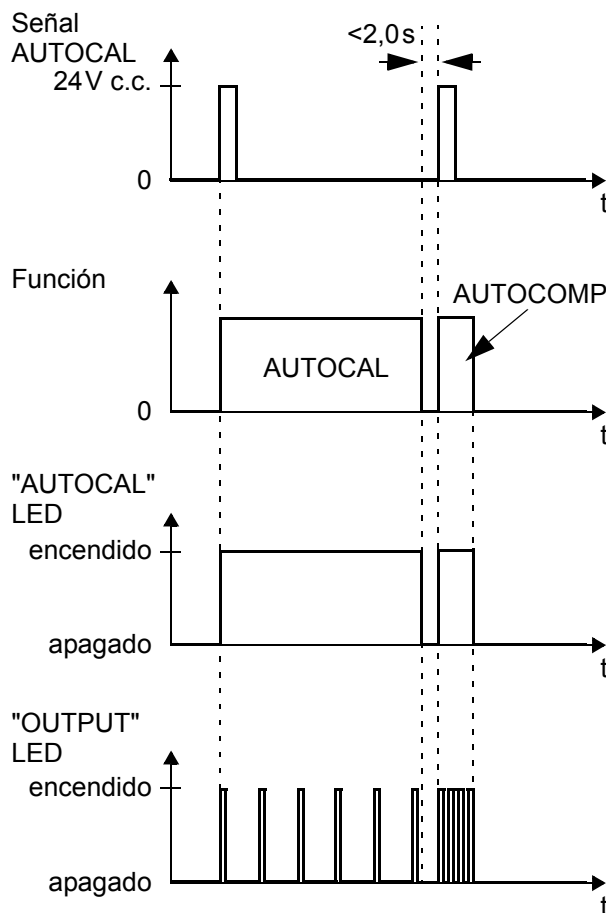 Señal
AUTOCAL
<2,0s
24V c.c.
0
t
Función
AUTOCOMP
AUTOCAL
0
t
"AUTOCAL"
LED
encendido
apagado
t
"OUTPUT"
LED
encendido
apagado
t